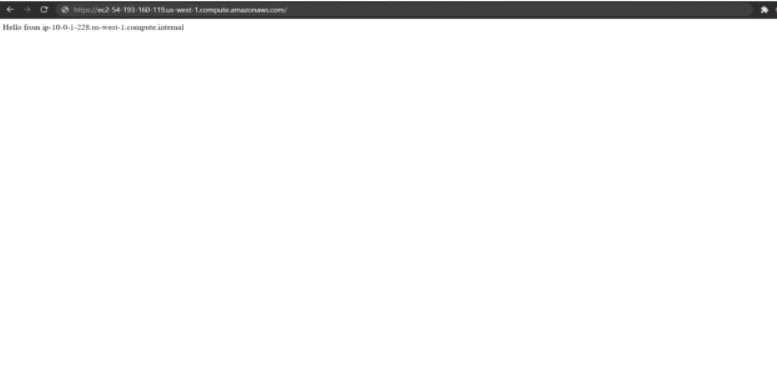 https://ec2-54-193-160-119.us-west-1.compute.amazonaws.com/
Hello from ip-10-0-1-228.us-west-1.compute.internal